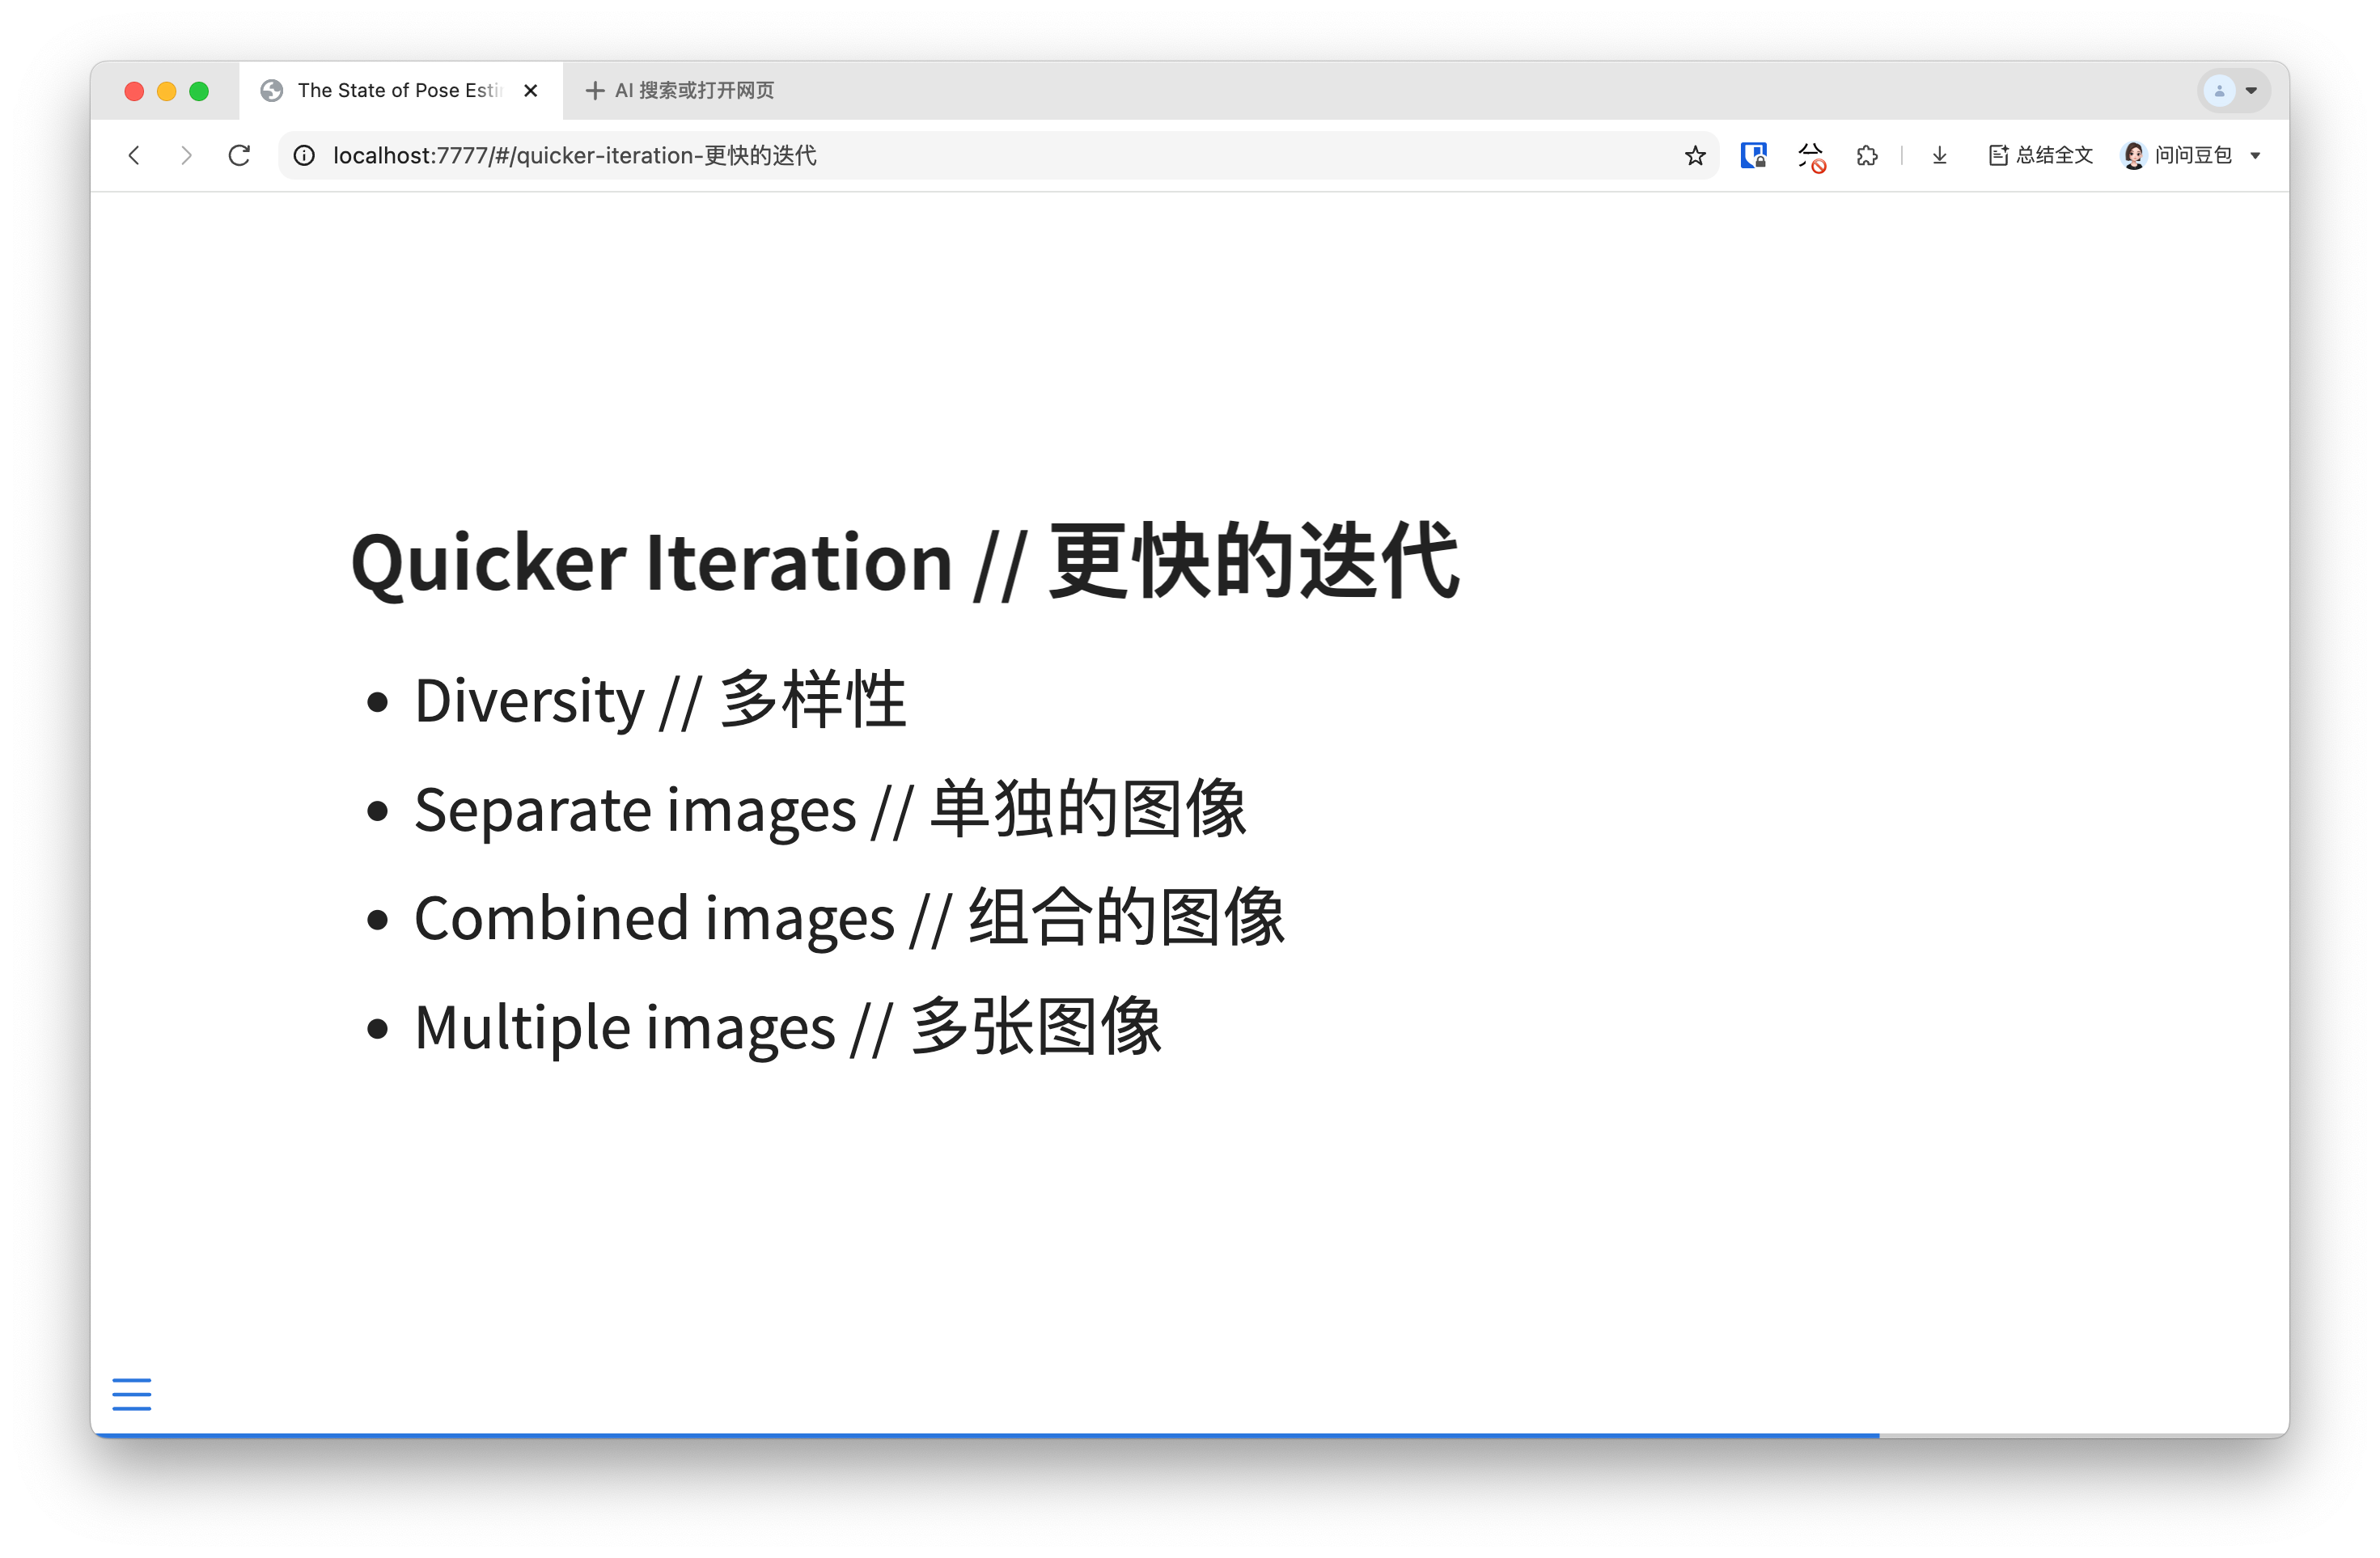 The State of Pose Esti
AI 搜索或打开网页
localhost:7777/#/quicker-iteration-更快的迭代
总结全文
问问豆包
Quicker Iteration // 更快的迭代
• Diversity // 多样性
• Separate images // 单独的图像
• Combined images // 组合的图像
• Multiple images // 多张图像